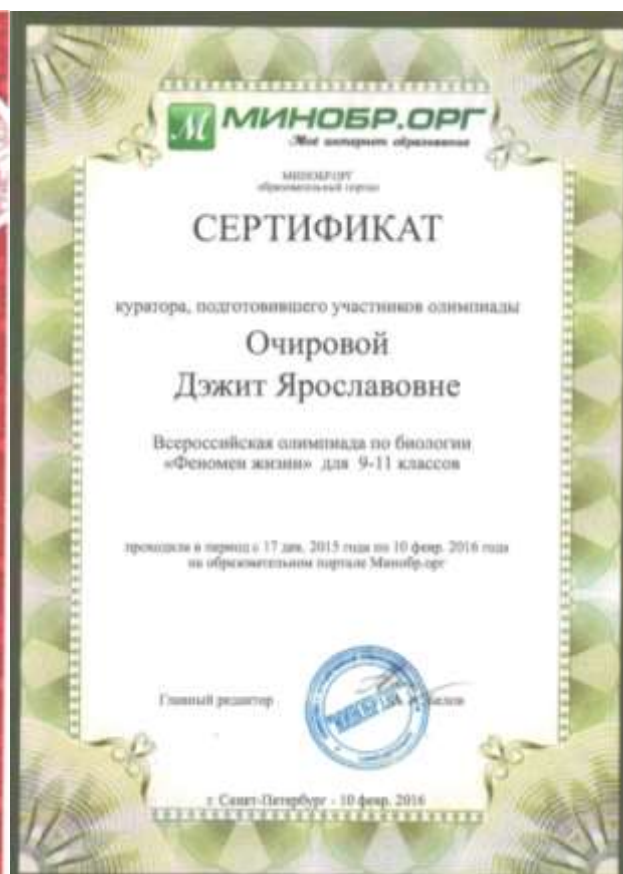 МИНОБР.ОРГ
Моё интернет образование
МИНОБР.ОРГ
образовательный портал
СЕРТИФИКАТ
куратора, подготовившего участников олимпиады
Очировой
Дэжит Ярославовне
Всероссийская олимпиада по биологии
«Феномен жизни» для 9-11 классов
проходила в период с 17 дек. 2015 года по 10 февр. 2016 года
на образовательном портале Минобр.орг
Главный редактор
г. Санкт-Петербург - 10 февр. 2016